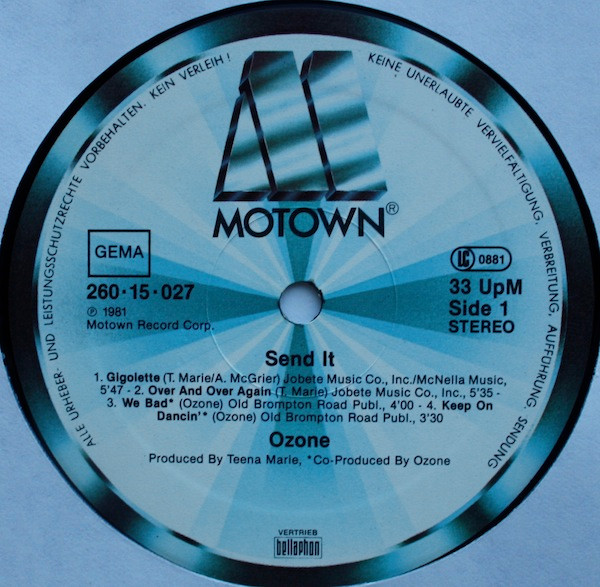 ALLE URHEBER- UND LEISTUNGSSCHUTZRECHTE VORBEHALTEN. KEIN VERLEIH!
KEINE UNERLAUBTE VERVIELFÄLTIGUNG, VERBREITUNG, AUFFÜHRUNG, SENDUNG
MOTOWN®
GEMA
LC 0881
260·15·027
33 UpM
℗ 1981
Side 1
Motown Record Corp.
STEREO
Send It
1. Gigolette (T. Marie/A. McGrier) Jobete Music Co., Inc./McNella Music,
5'47 - 2. Over And Over Again (T. Marie) Jobete Music Co., Inc., 5'35 -
3. We Bad* (Ozone) Old Brompton Road Publ., 4'00 - 4. Keep On
Dancin'* (Ozone) Old Brompton Road Publ., 3'30
Ozone
Produced By Teena Marie, *Co-Produced By Ozone
VERTRIEB
bellaphon